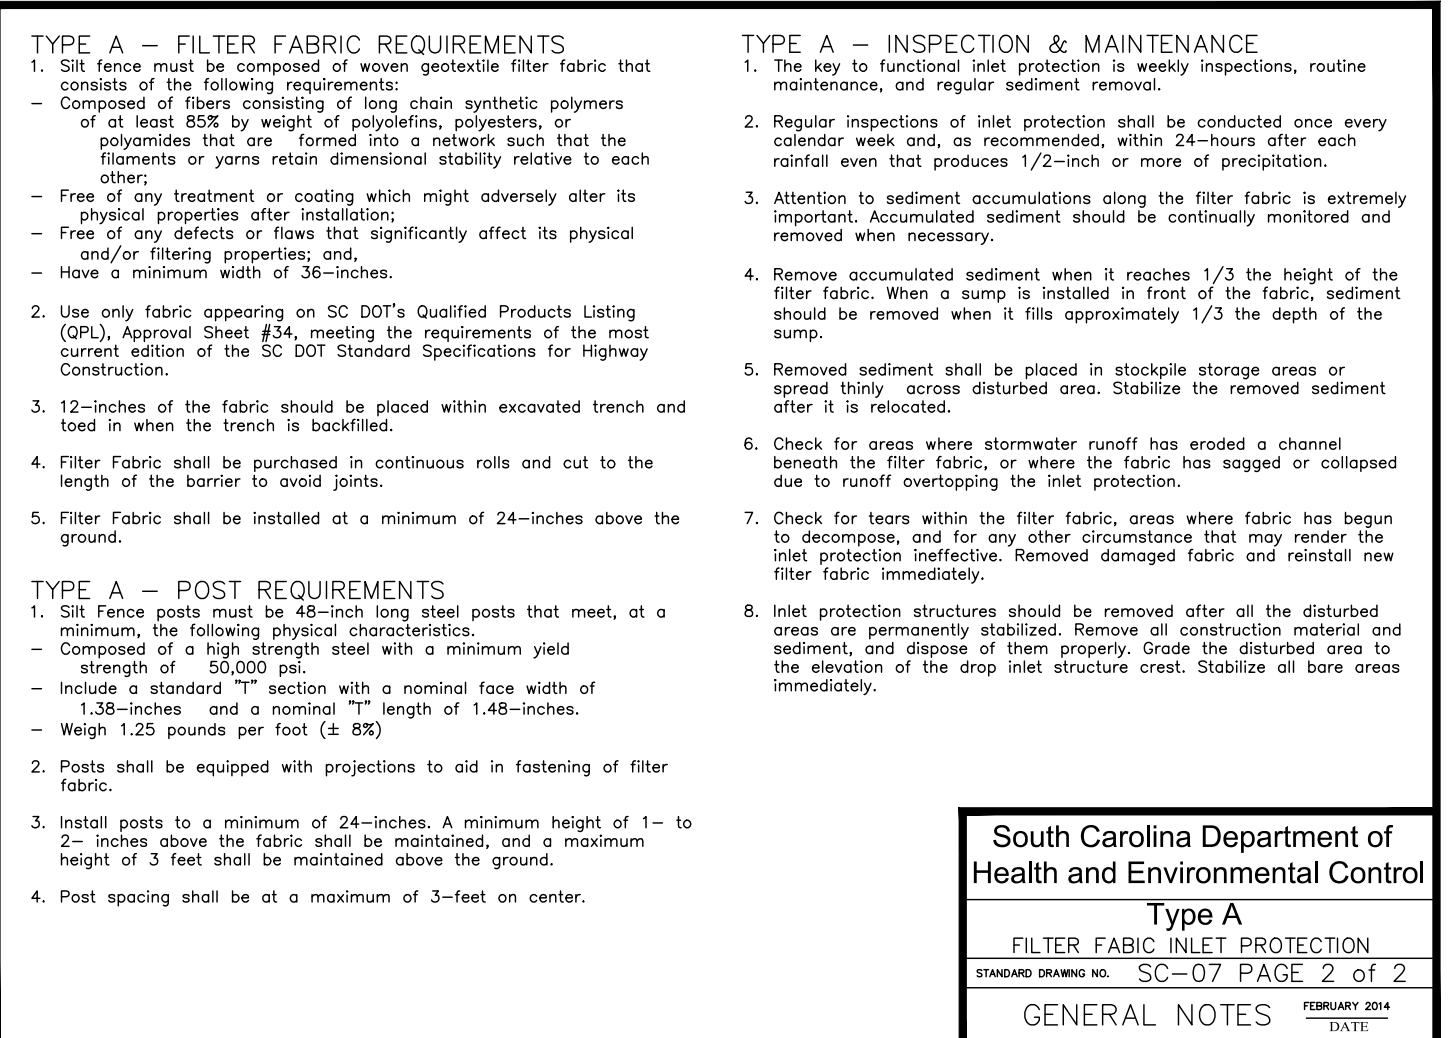 TYPE A – FILTER FABRIC REQUIREMENTS
1. Silt fence must be composed of woven geotextile filter fabric that
consists of the following requirements:
– Composed of fibers consisting of long chain synthetic polymers
of at least 85% by weight of polyolefins, polyesters, or
polyamides that are formed into a network such that the
filaments or yarns retain dimensional stability relative to each
other;
– Free of any treatment or coating which might adversely alter its
physical properties after installation;
– Free of any defects or flaws that significantly affect its physical
and/or filtering properties; and,
– Have a minimum width of 36–inches.
2. Use only fabric appearing on SC DOT's Qualified Products Listing
(QPL), Approval Sheet #34, meeting the requirements of the most
current edition of the SC DOT Standard Specifications for Highway
Construction.
3. 12–inches of the fabric should be placed within excavated trench and
toed in when the trench is backfilled.
4. Filter Fabric shall be purchased in continuous rolls and cut to the
length of the barrier to avoid joints.
5. Filter Fabric shall be installed at a minimum of 24–inches above the
ground.
TYPE A – POST REQUIREMENTS
1. Silt Fence posts must be 48–inch long steel posts that meet, at a
minimum, the following physical characteristics.
– Composed of a high strength steel with a minimum yield
strength of 50,000 psi.
– Include a standard "T" section with a nominal face width of
1.38–inches and a nominal "T" length of 1.48–inches.
– Weigh 1.25 pounds per foot (± 8%)
2. Posts shall be equipped with projections to aid in fastening of filter
fabric.
3. Install posts to a minimum of 24–inches. A minimum height of 1– to
2– inches above the fabric shall be maintained, and a maximum
height of 3 feet shall be maintained above the ground.
4. Post spacing shall be at a maximum of 3–feet on center.
TYPE A – INSPECTION & MAINTENANCE
1. The key to functional inlet protection is weekly inspections, routine
maintenance, and regular sediment removal.
2. Regular inspections of inlet protection shall be conducted once every
calendar week and, as recommended, within 24–hours after each
rainfall even that produces 1/2–inch or more of precipitation.
3. Attention to sediment accumulations along the filter fabric is extremely
important. Accumulated sediment should be continually monitored and
removed when necessary.
4. Remove accumulated sediment when it reaches 1/3 the height of the
filter fabric. When a sump is installed in front of the fabric, sediment
should be removed when it fills approximately 1/3 the depth of the
sump.
5. Removed sediment shall be placed in stockpile storage areas or
spread thinly across disturbed area. Stabilize the removed sediment
after it is relocated.
6. Check for areas where stormwater runoff has eroded a channel
beneath the filter fabric, or where the fabric has sagged or collapsed
due to runoff overtopping the inlet protection.
7. Check for tears within the filter fabric, areas where fabric has begun
to decompose, and for any other circumstance that may render the
inlet protection ineffective. Removed damaged fabric and reinstall new
filter fabric immediately.
8. Inlet protection structures should be removed after all the disturbed
areas are permanently stabilized. Remove all construction material and
sediment, and dispose of them properly. Grade the disturbed area to
the elevation of the drop inlet structure crest. Stabilize all bare areas
immediately.
South Carolina Department of
Health and Environmental Control
Type A
FILTER FABIC INLET PROTECTION
STANDARD DRAWING NO. SC–07 PAGE 2 of 2
GENERAL NOTES FEBRUARY 2014
DATE